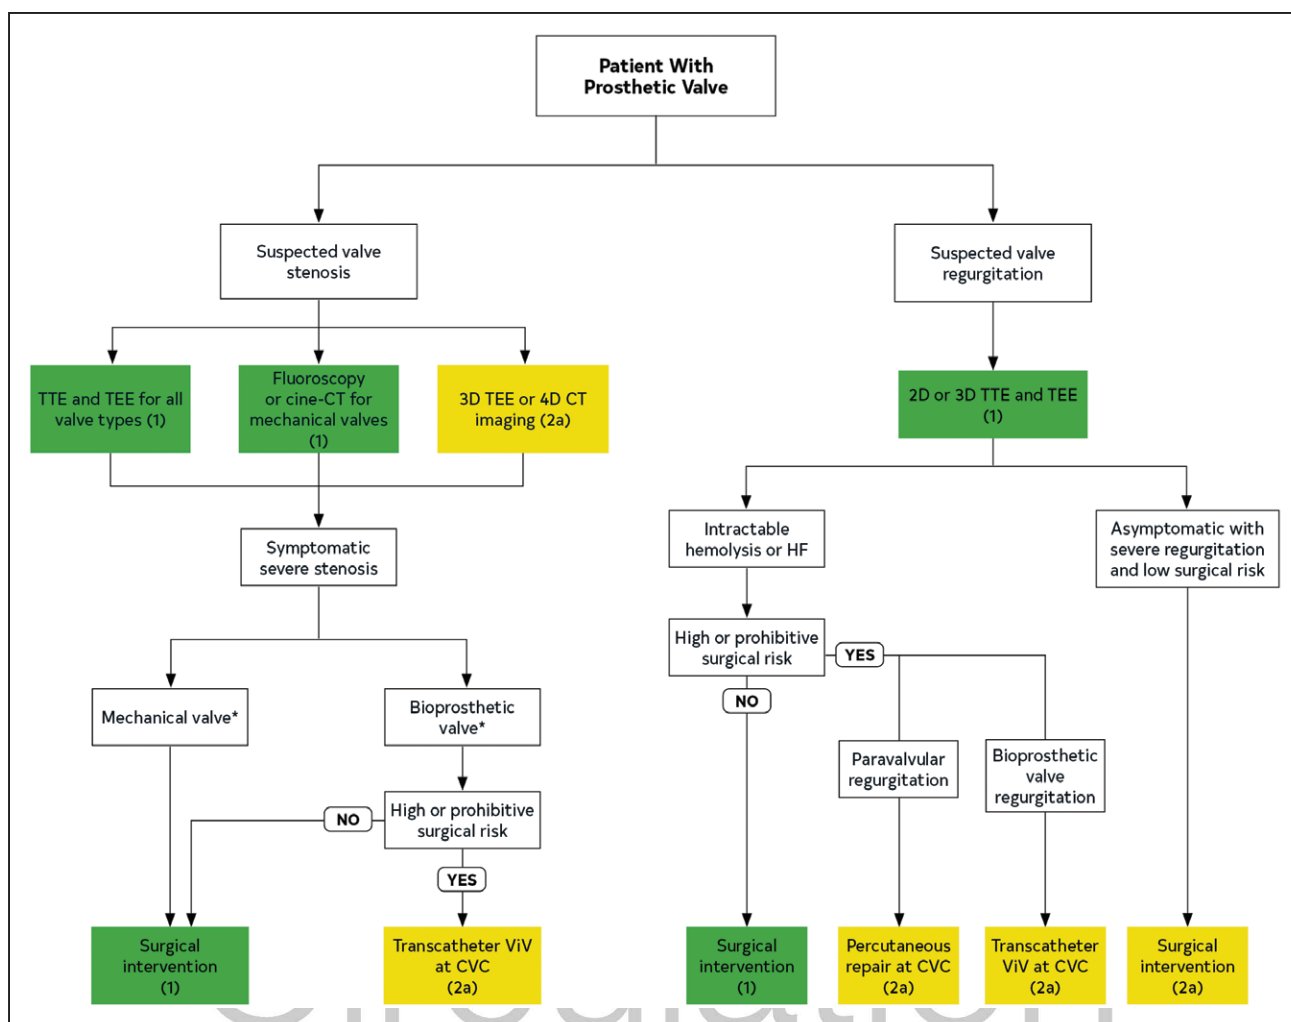 Patient With
Prosthetic Valve
Suspected valve
stenosis
Suspected valve
regurgitation
TTE and TEE for all
valve types (1)
Fluoroscopy
or cine-CT for
mechanical valves
(1)
3D TEE or 4D CT
imaging (2a)
2D or 3D TTE and TEE
(1)
Symptomatic
severe stenosis
Intractable
hemolysis or HF
Asymptomatic with
severe regurgitation
and low surgical risk
High or prohibitive
surgical risk
YES
NO
Mechanical valve*
Bioprosthetic
valve*
Paravalvular
regurgitation
Bioprosthetic
valve
regurgitation
High or prohibitive
surgical risk
NO
YES
Surgical
intervention
(1)
Transcatheter ViV
at CVC
(2a)
Surgical
intervention
(1)
Percutaneous
repair at CVC
(2a)
Transcatheter
ViV at CVC
(2a)
Surgical
intervention
(2a)
Circulation